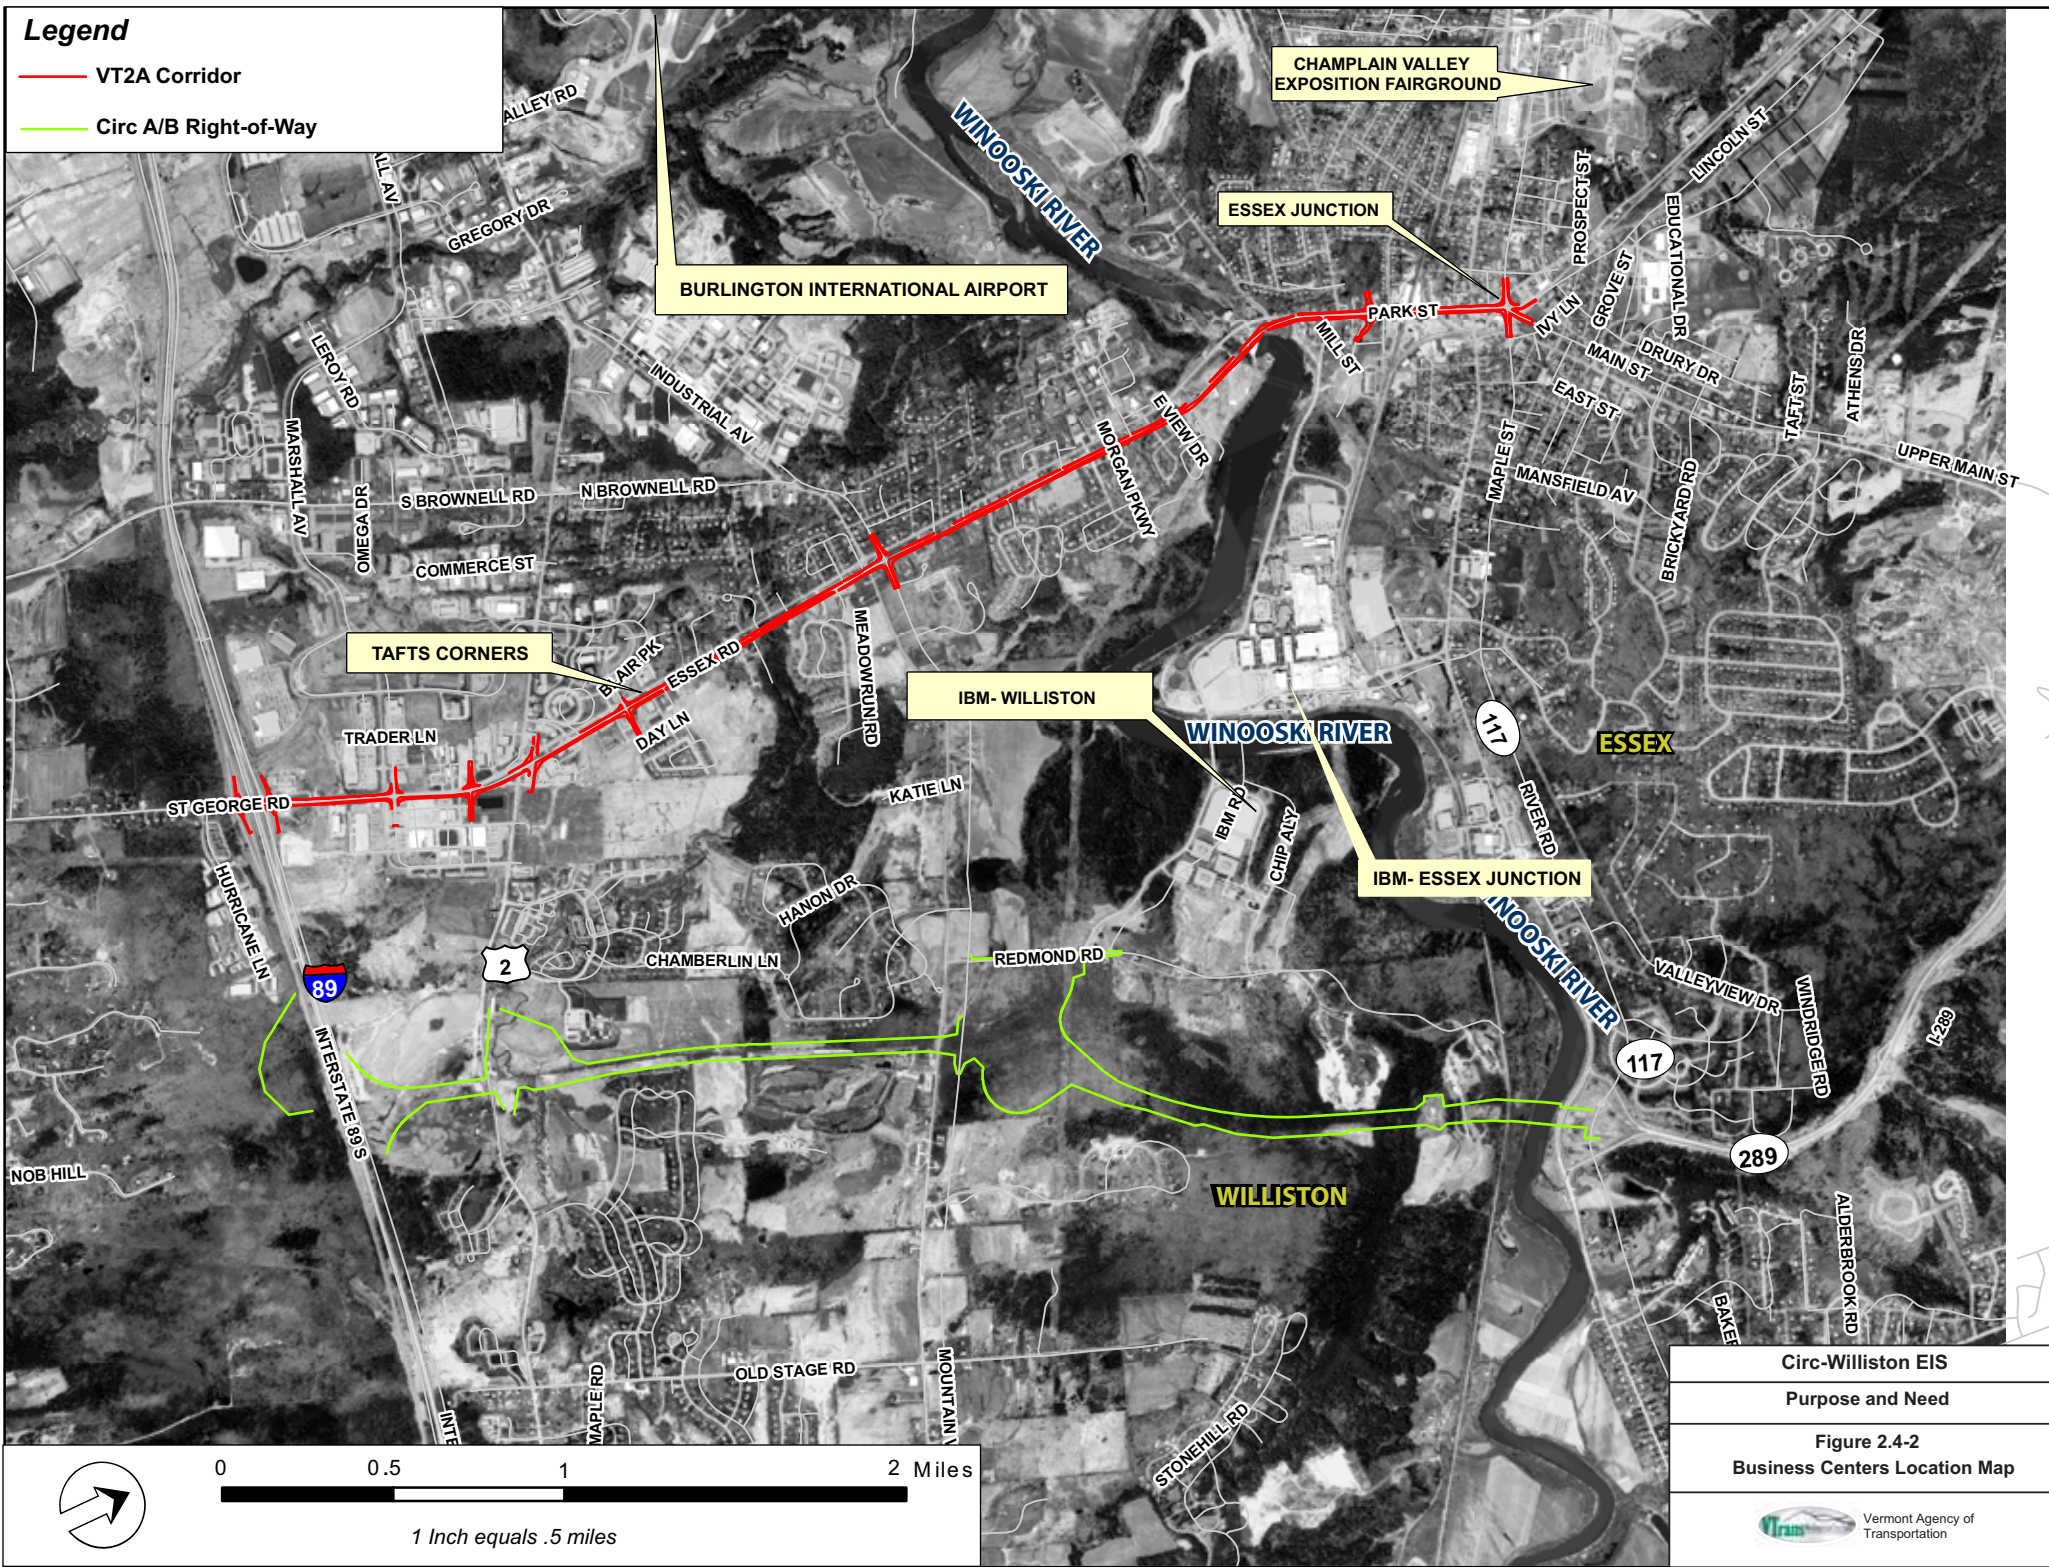 Legend
VT2A Corridor
Circ A/B Right-of-Way
ALLEY RD
ALL AV
GREGORY DR
WINOOSKI RIVER
CHAMPLAIN VALLEY
EXPOSITION FAIRGROUND
LINCOLN ST
PROSPECT ST
ESSEX JUNCTION
EDUCATIONAL DR
GROVE ST
BURLINGTON INTERNATIONAL AIRPORT
PARK ST
IVY LN
MILL ST
LEROY RD
INDUSTRIAL AV
MAIN ST
DRURY DR
EAST ST
TAFT ST
ATHENS DR
E VIEW DR
MORGAN PKWY
MARSHALL AV
OMEGA DR
S BROWNELL RD
N BROWNELL RD
MAPLE ST
MANSFIELD AV
BRICKYARD RD
UPPER MAIN ST
COMMERCE ST
TAFTS CORNERS
BLAIR PK
ESSEX RD
DAY LN
MEADOWRUN RD
IBM- WILLISTON
WINOOSKI RIVER
117
ESSEX
TRADER LN
ST GEORGE RD
KATIE LN
IBM RD
CHIP ALY
RIVER RD
IBM- ESSEX JUNCTION
HURRICANE LN
HANON DR
CHAMBERLIN LN
REDMOND RD
2
89
WINOOSKI RIVER
VALLEYVIEW DR
WINDRIDGE RD
I-289
INTERSTATE 89 S
117
289
NOB HILL
WILLISTON
ALDERBROOK RD
BAKER
OLD STAGE RD
MAPLE RD
MOUNTAIN V
INTE
STONEHILL RD
0 0.5 1 2 Miles
1 Inch equals .5 miles
Circ-Williston EIS
Purpose and Need
Figure 2.4-2
Business Centers Location Map
VTrans
Vermont Agency of
Transportation